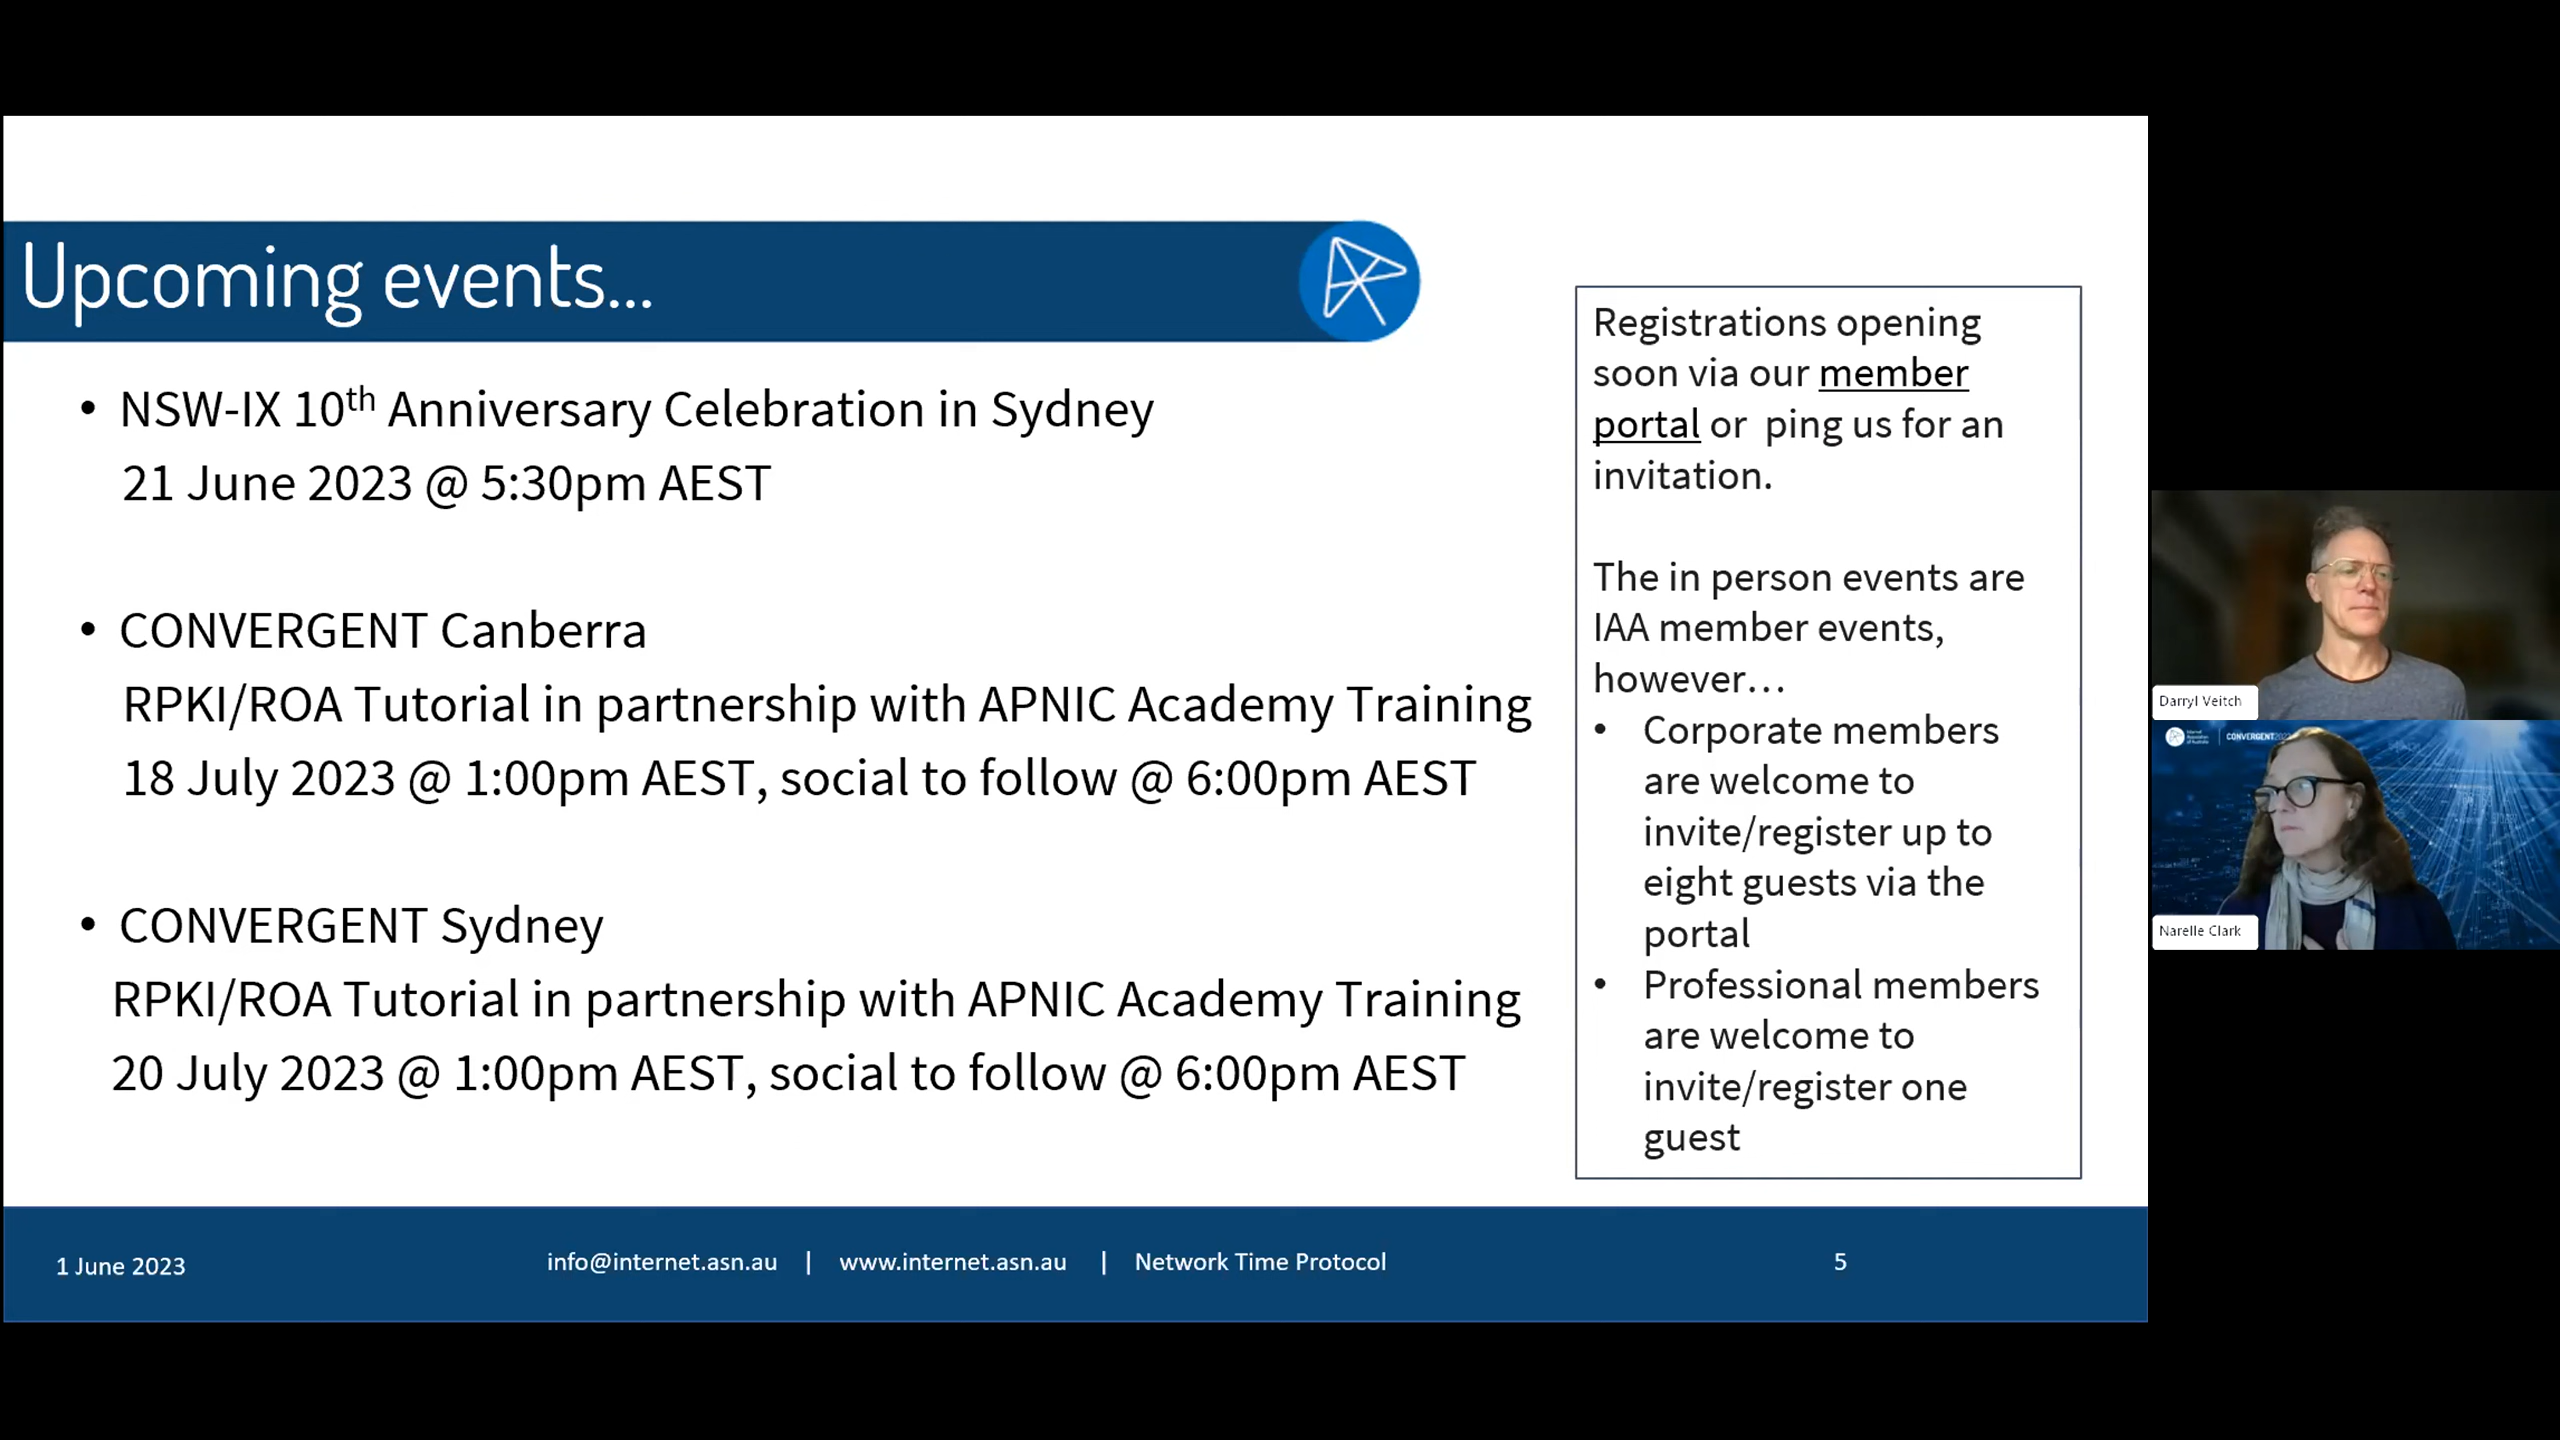 Upcoming events...
• NSW-IX 10th Anniversary Celebration in Sydney
21 June 2023 @ 5:30pm AEST
• CONVERGENT Canberra
RPKI/ROA Tutorial in partnership with APNIC Academy Training
18 July 2023 @ 1:00pm AEST, social to follow @ 6:00pm AEST
• CONVERGENT Sydney
RPKI/ROA Tutorial in partnership with APNIC Academy Training
20 July 2023 @ 1:00pm AEST, social to follow @ 6:00pm AEST
Registrations opening
soon via our member
portal or  ping us for an
invitation.
The in person events are
IAA member events,
however...
• Corporate members
are welcome to
invite/register up to
eight guests via the
portal
• Professional members
are welcome to
invite/register one
guest
1 June 2023
info@internet.asn.au | www.internet.asn.au | Network Time Protocol
5
Darryl Veitch
CONVERGENT
Narelle Clark